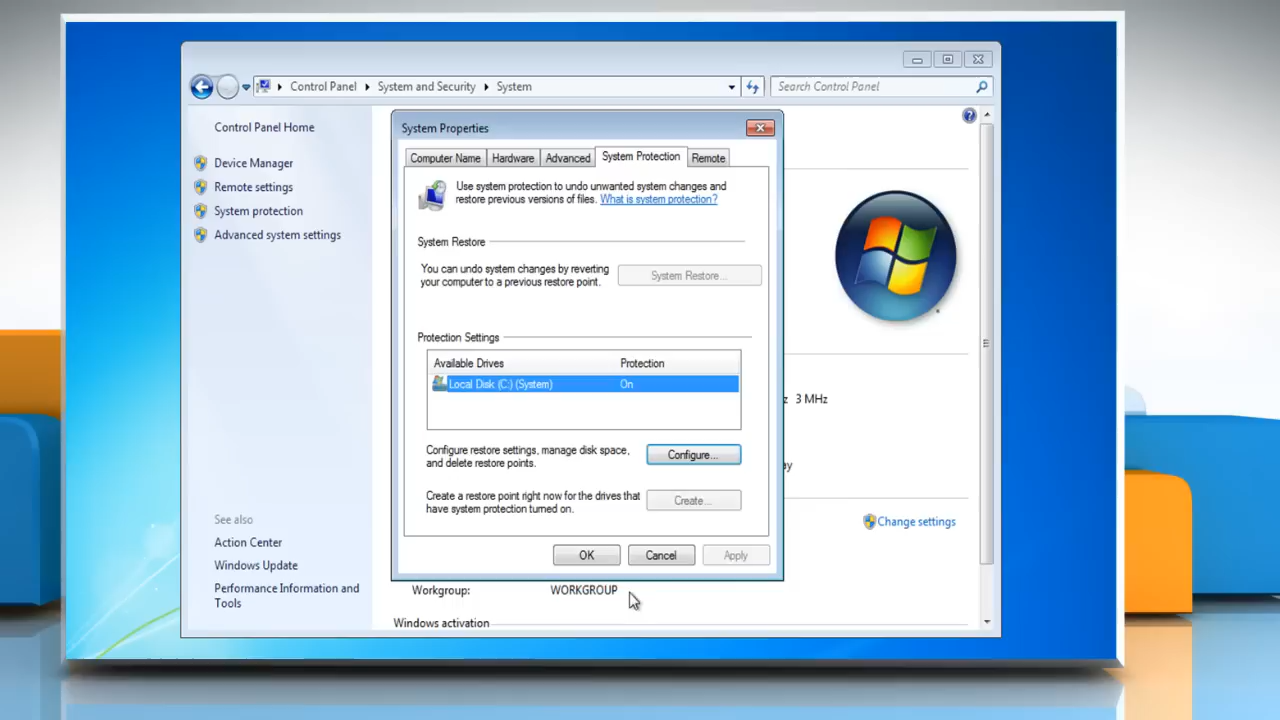 Control Panel
System and Security
System
Search Control Panel
Control Panel Home
Device Manager
Remote settings
System protection
Advanced system settings
See also
Action Center
Windows Update
Performance Information and
Tools
System Properties
Computer Name
Hardware
Advanced
System Protection
Remote
Use system protection to undo unwanted system changes and
restore previous versions of files. What is system protection?
System Restore
You can undo system changes by reverting
your computer to a previous restore point.
System Restore...
Protection Settings
Available Drives
Protection
Local Disk (C:) (System)
On
Configure restore settings, manage disk space,
and delete restore points.
Configure...
Create a restore point right now for the drives that
have system protection turned on.
Create...
OK
Cancel
Apply
3 MHz
Change settings
Workgroup:
WORKGROUP
Windows activation